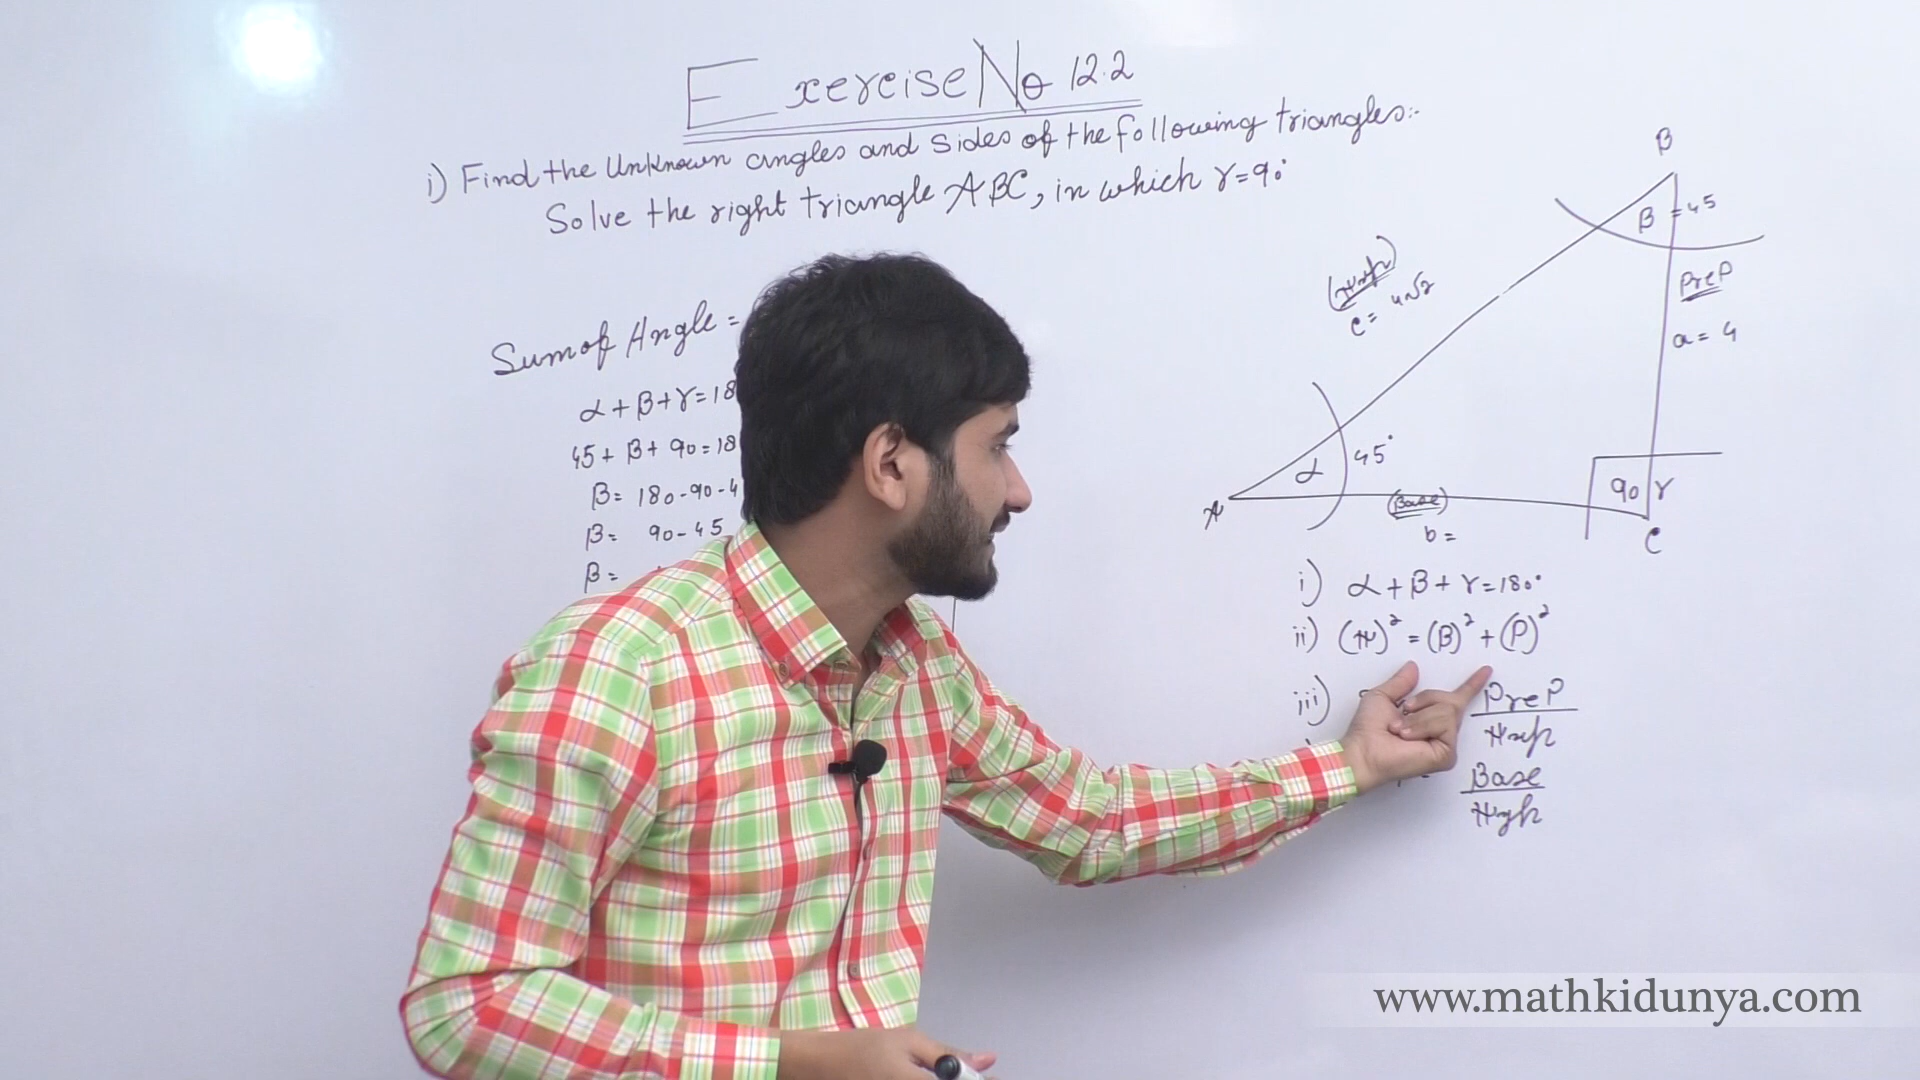 Exercise No 12.2
i) Find the Unknown angles and Sides of the following triangles:-
Solve the right triangle ABC, in which γ=90°
Sum of Angle =
α+β+γ=18
45+β+90=18
β= 180-90-4
β= 90-45
β=
B
β = 45
PreP
a = 4
(Hyp)
c = 4√2
α 45°
A
(Base)
b =
90 γ
C
i) α+β+γ=180°
ii) (H)² = (B)² + (P)²
iii) PreP
Hyp
Base
Hyp
www.mathkidunya.com